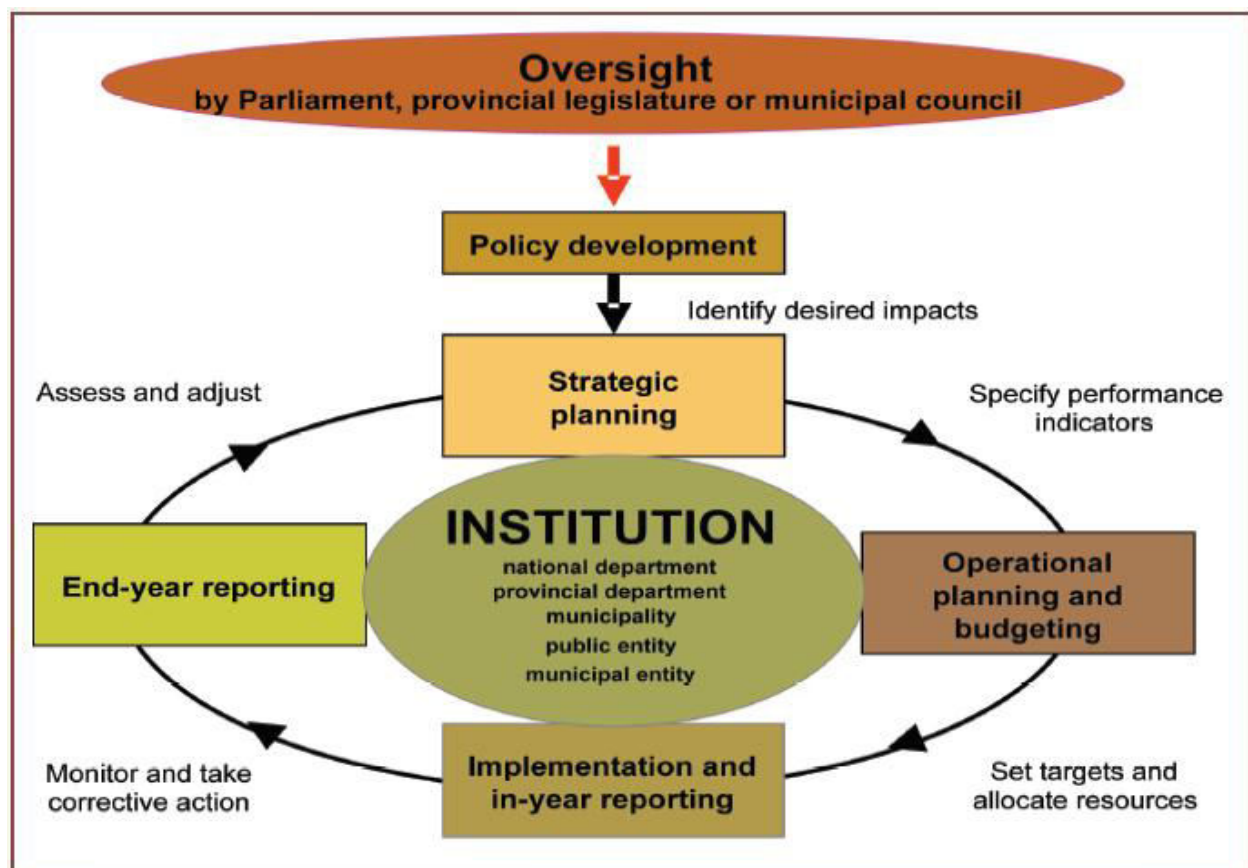 Oversight
by Parliament, provincial legislature or municipal council
Policy development
Identify desired impacts
Strategic
planning
Assess and adjust
Specify performance
indicators
INSTITUTION
national department
provincial department
municipality
public entity
municipal entity
End-year reporting
Operational
planning and
budgeting
Implementation and
in-year reporting
Monitor and take
corrective action
Set targets and
allocate resources